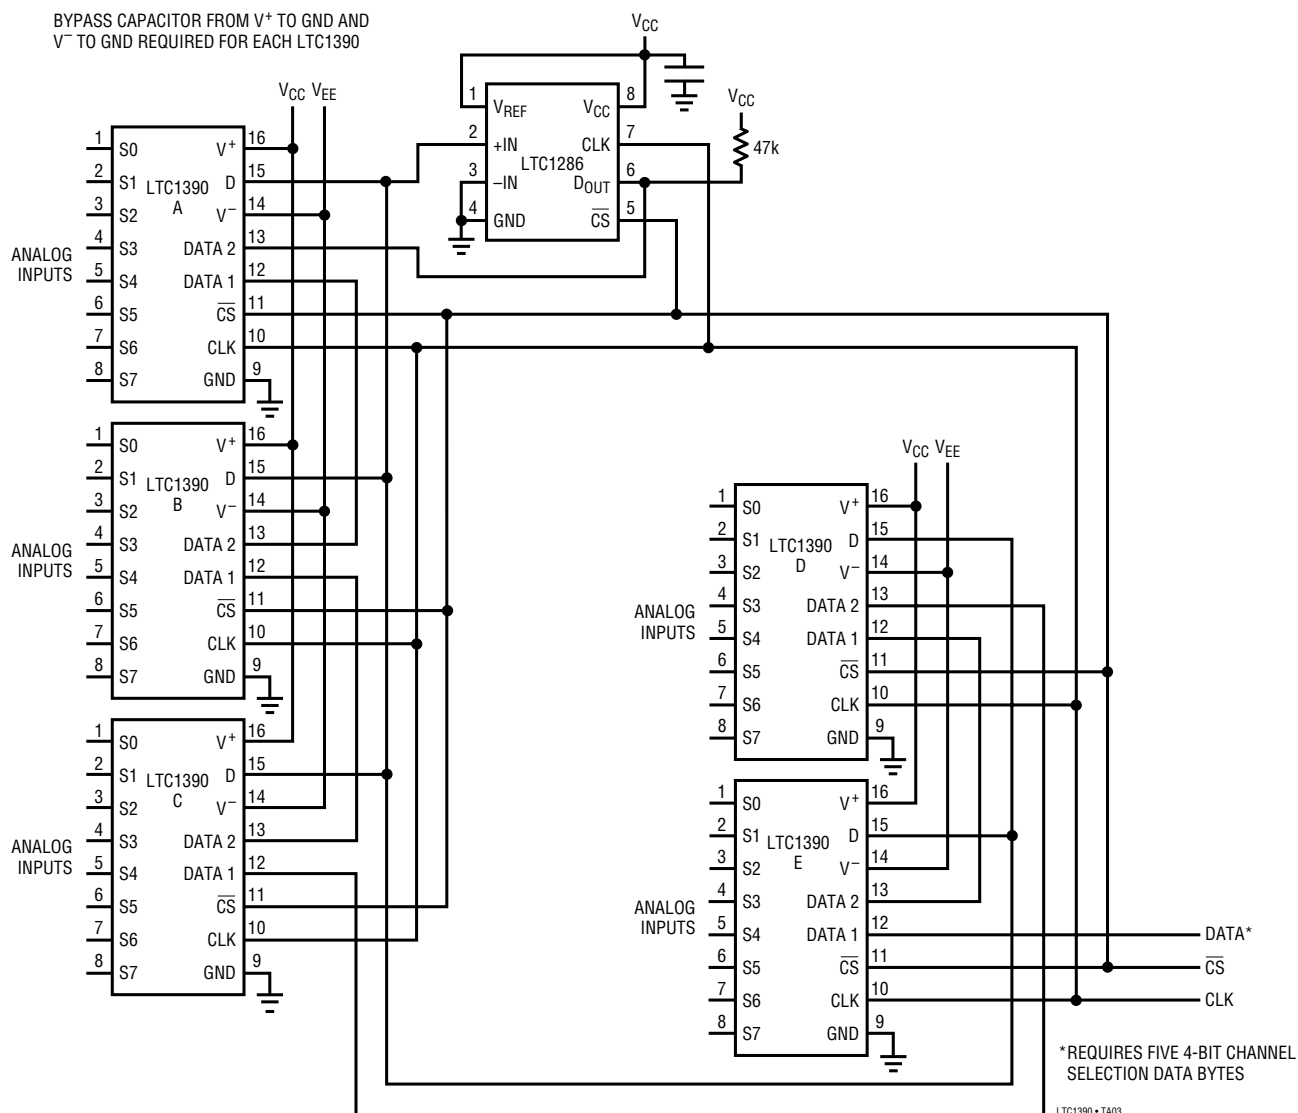 BYPASS CAPACITOR FROM V+ TO GND AND
V– TO GND REQUIRED FOR EACH LTC1390
VCC
VCC VEE
1 VREF VCC 8
2 +IN CLK 7
LTC1286
3 –IN DOUT 6
4 GND CS 5
VCC
47k
ANALOG
INPUTS
LTC1390
A
1 S0 V+ 16
2 S1 D 15
3 S2 V– 14
4 S3 DATA 2 13
5 S4 DATA 1 12
6 S5 CS 11
7 S6 CLK 10
8 S7 GND 9
ANALOG
INPUTS
LTC1390
B
1 S0 V+ 16
2 S1 D 15
3 S2 V– 14
4 S3 DATA 2 13
5 S4 DATA 1 12
6 S5 CS 11
7 S6 CLK 10
8 S7 GND 9
ANALOG
INPUTS
LTC1390
C
1 S0 V+ 16
2 S1 D 15
3 S2 V– 14
4 S3 DATA 2 13
5 S4 DATA 1 12
6 S5 CS 11
7 S6 CLK 10
8 S7 GND 9
VCC VEE
ANALOG
INPUTS
LTC1390
D
1 S0 V+ 16
2 S1 D 15
3 S2 V– 14
4 S3 DATA 2 13
5 S4 DATA 1 12
6 S5 CS 11
7 S6 CLK 10
8 S7 GND 9
ANALOG
INPUTS
LTC1390
E
1 S0 V+ 16
2 S1 D 15
3 S2 V– 14
4 S3 DATA 2 13
5 S4 DATA 1 12
6 S5 CS 11
7 S6 CLK 10
8 S7 GND 9
DATA*
CS
CLK
*REQUIRES FIVE 4-BIT CHANNEL
SELECTION DATA BYTES
LTC1390 • TA03